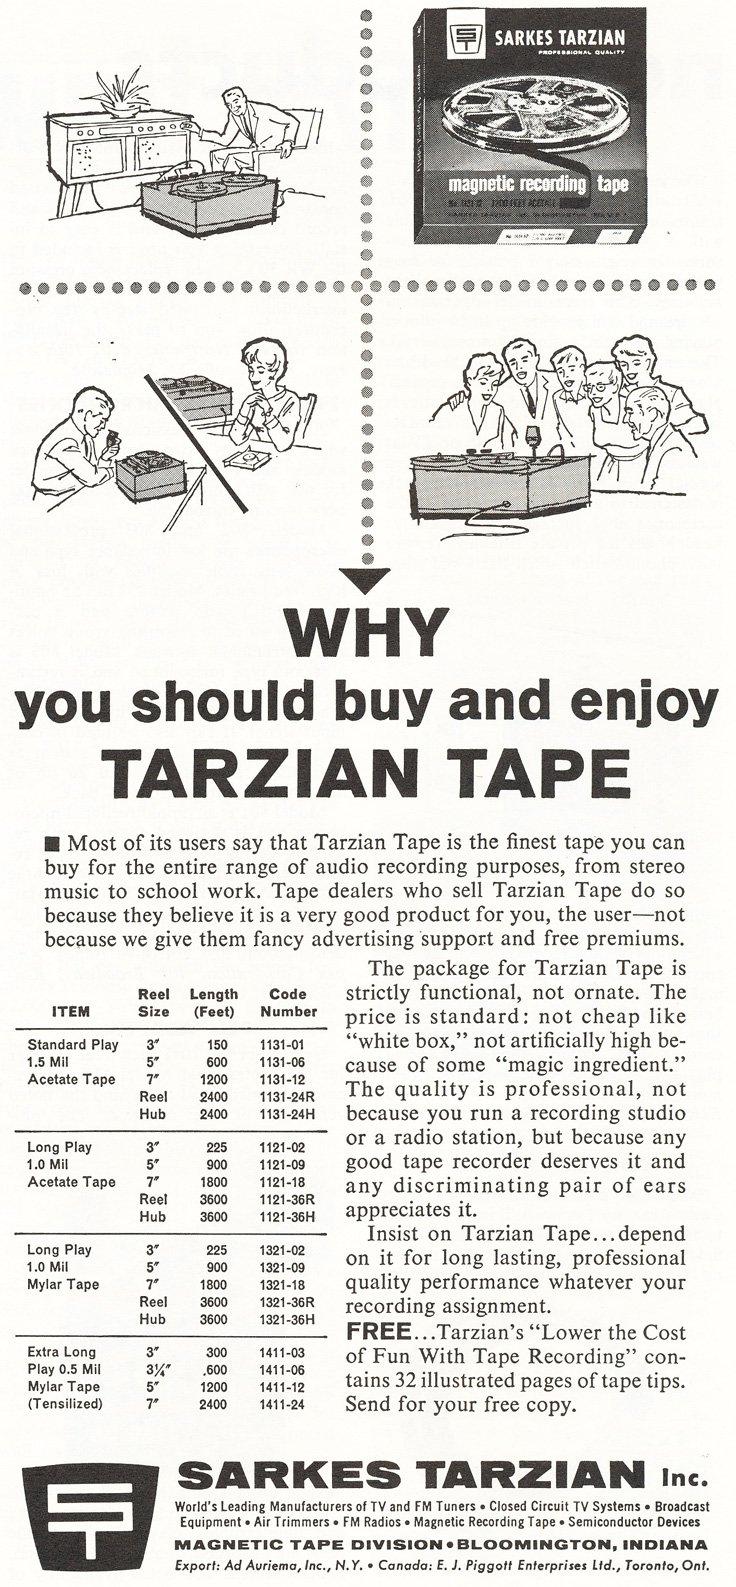 SARKES TARZIAN
PROFESSIONAL QUALITY
magnetic recording tape
WHY
you should buy and enjoy
TARZIAN TAPE
■ Most of its users say that Tarzian Tape is the finest tape you can
buy for the entire range of audio recording purposes, from stereo
music to school work. Tape dealers who sell Tarzian Tape do so
because they believe it is a very good product for you, the user—not
because we give them fancy advertising support and free premiums.
ITEM Reel Size Length (Feet) Code Number
Standard Play 3″ 150 1131-01
1.5 Mil 5″ 600 1131-06
Acetate Tape 7″ 1200 1131-12
Reel 2400 1131-24R
Hub 2400 1131-24H
Long Play 3″ 225 1121-02
1.0 Mil 5″ 900 1121-09
Acetate Tape 7″ 1800 1121-18
Reel 3600 1121-36R
Hub 3600 1121-36H
Long Play 3″ 225 1321-02
1.0 Mil 5″ 900 1321-09
Mylar Tape 7″ 1800 1321-18
Reel 3600 1321-36R
Hub 3600 1321-36H
Extra Long 3″ 300 1411-03
Play 0.5 Mil 3¼″ 600 1411-06
Mylar Tape 5″ 1200 1411-12
(Tensilized) 7″ 2400 1411-24
The package for Tarzian Tape is
strictly functional, not ornate. The
price is standard: not cheap like
“white box,” not artificially high be-
cause of some “magic ingredient.”
The quality is professional, not
because you run a recording studio
or a radio station, but because any
good tape recorder deserves it and
any discriminating pair of ears
appreciates it.
Insist on Tarzian Tape...depend
on it for long lasting, professional
quality performance whatever your
recording assignment.
FREE...Tarzian’s “Lower the Cost
of Fun With Tape Recording” con-
tains 32 illustrated pages of tape tips.
Send for your free copy.
SARKES TARZIAN Inc.
World’s Leading Manufacturers of TV and FM Tuners • Closed Circuit TV Systems • Broadcast
Equipment • Air Trimmers • FM Radios • Magnetic Recording Tape • Semiconductor Devices
MAGNETIC TAPE DIVISION • BLOOMINGTON, INDIANA
Export: Ad Auriema, Inc., N.Y. • Canada: E. J. Piggott Enterprises Ltd., Toronto, Ont.